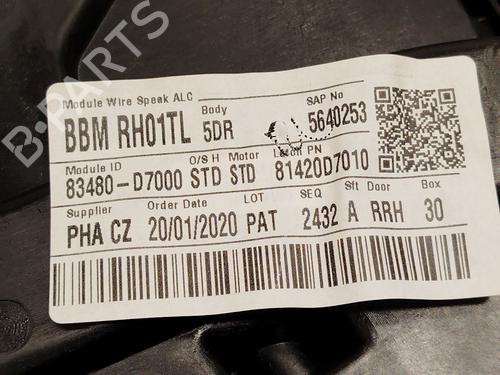 B-PARTS
Module Wire Speak ALC Body SAP No
BBM RH01TL 5DR 5640253
Module ID O/S H Motor Latch PN
83480-D7000 STD STD 81420D7010
Supplier Order Date LOT SEQ Sft Door Box
PHA CZ 20/01/2020 PAT 2432 A RRH 30